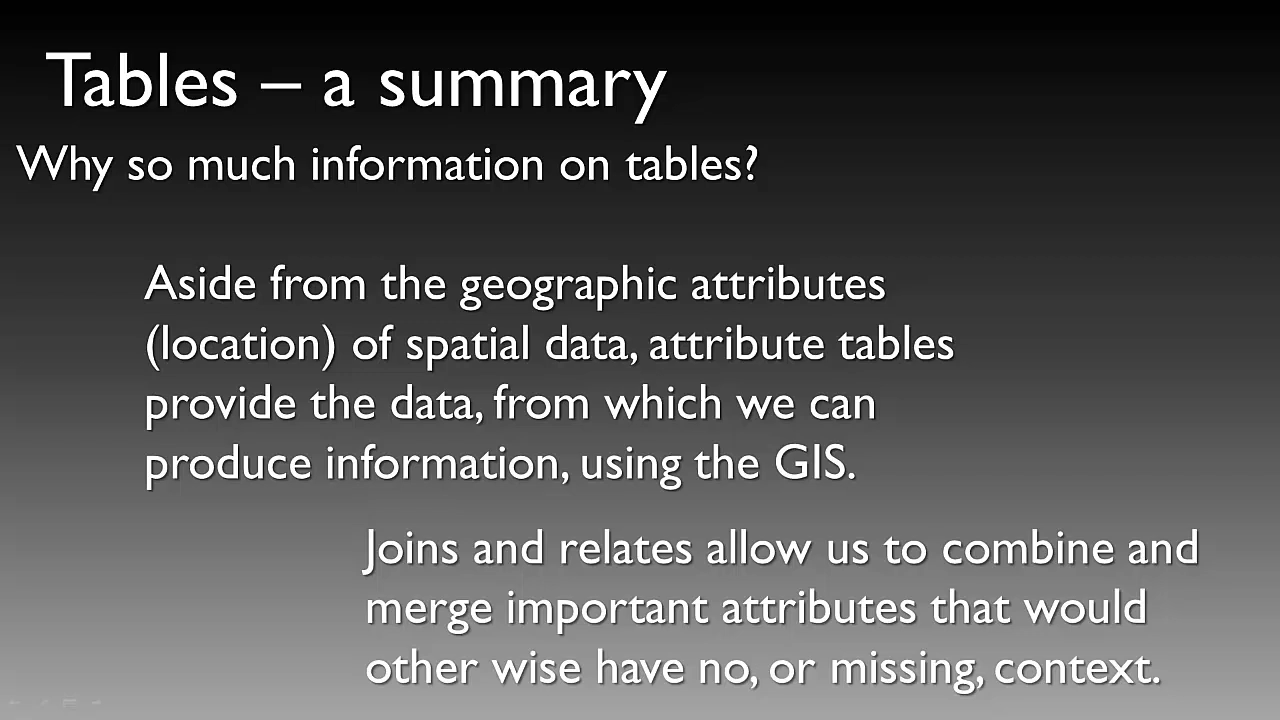 Tables – a summary
Why so much information on tables?
Aside from the geographic attributes
(location) of spatial data, attribute tables
provide the data, from which we can
produce information, using the GIS.
Joins and relates allow us to combine and
merge important attributes that would
other wise have no, or missing, context.